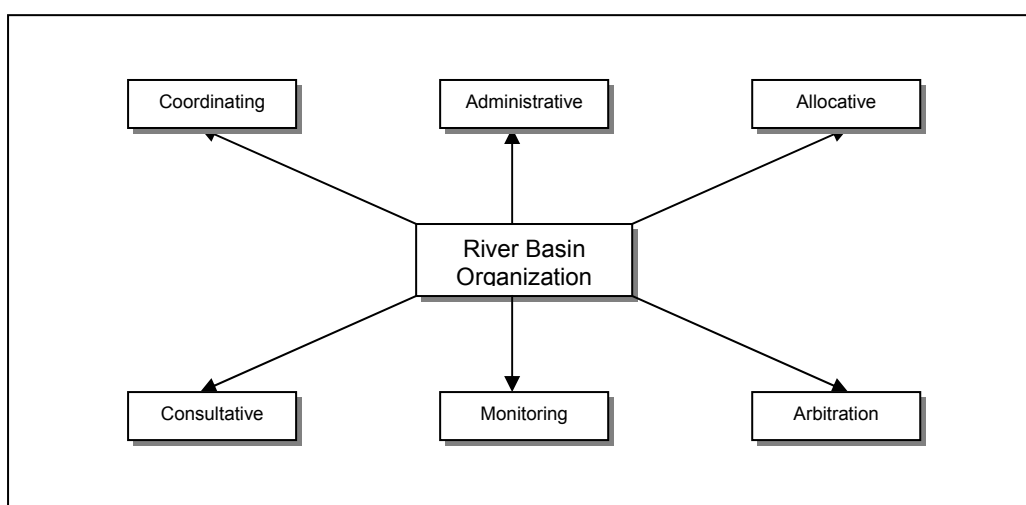 Coordinating
Administrative
Allocative
River Basin
Organization
Consultative
Monitoring
Arbitration